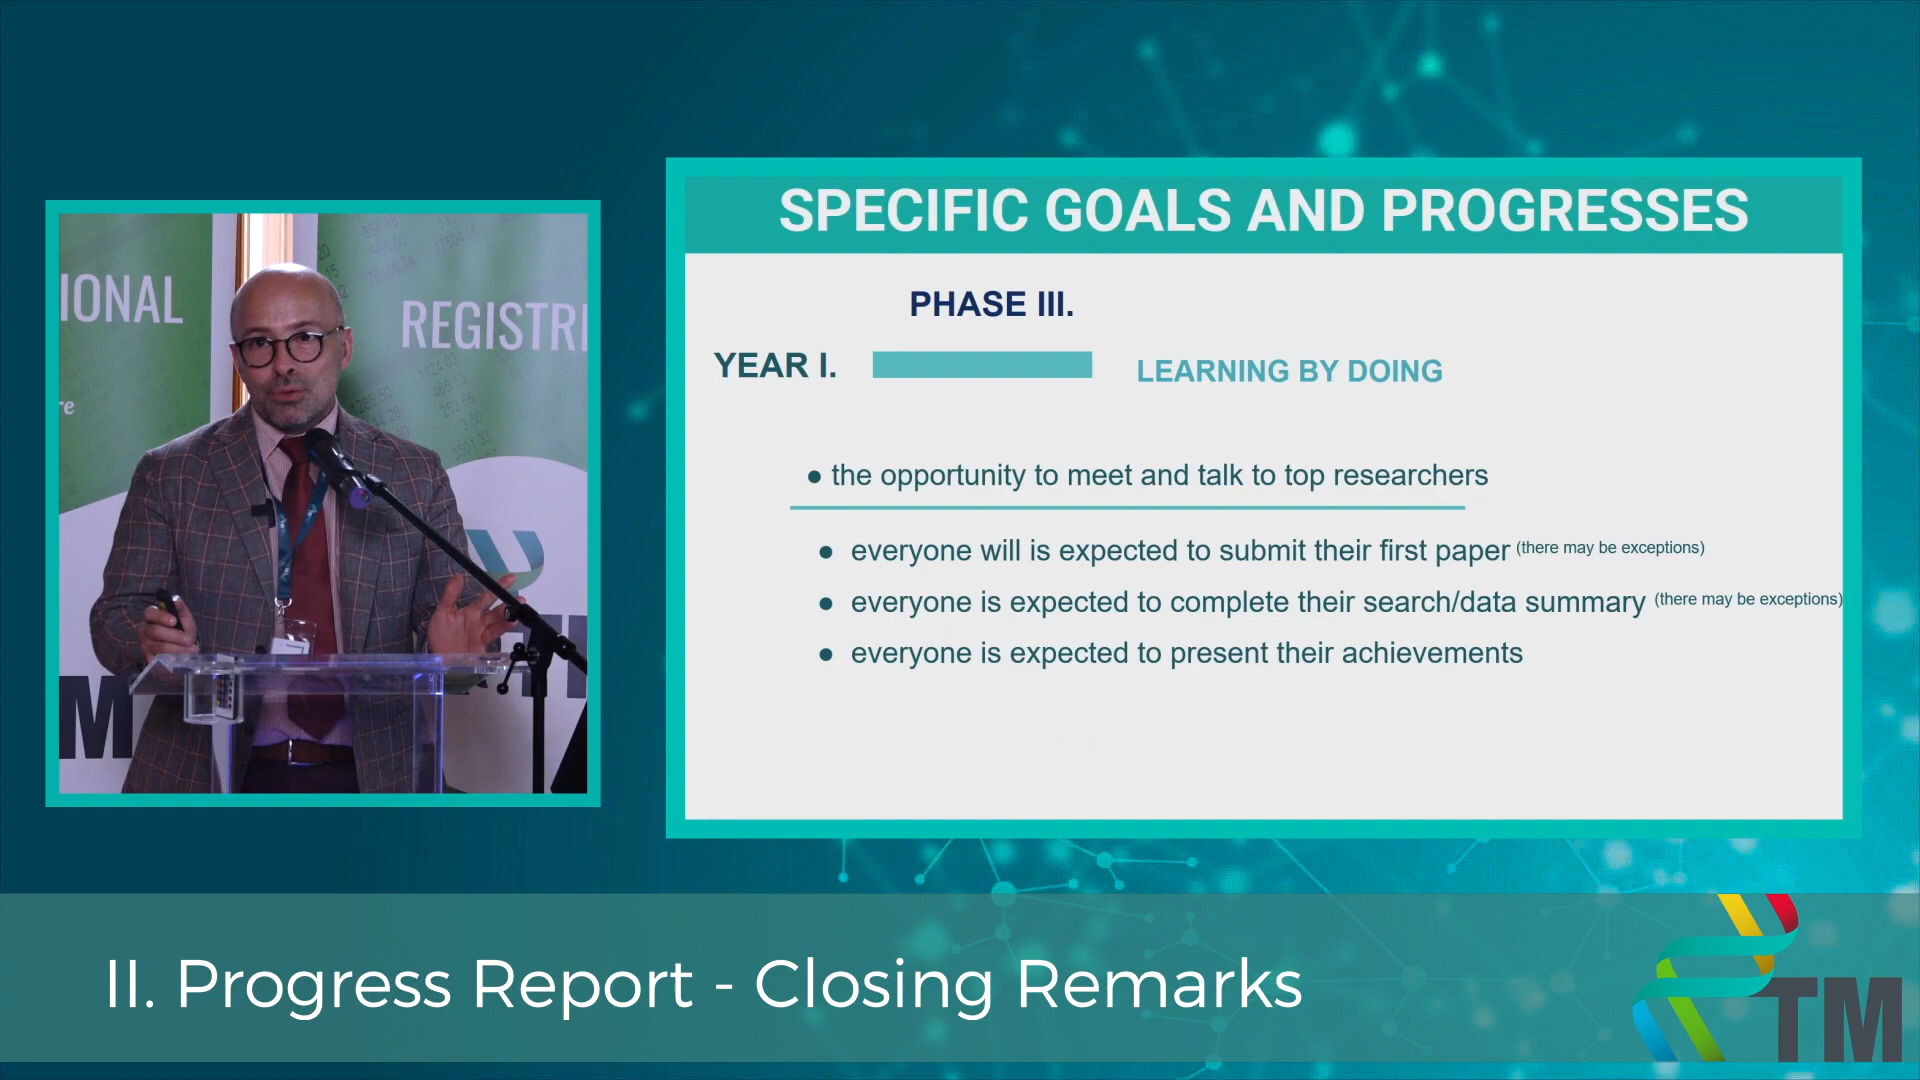 SPECIFIC GOALS AND PROGRESSES
PHASE III.
YEAR I.
LEARNING BY DOING
● the opportunity to meet and talk to top researchers
● everyone will is expected to submit their first paper (there may be exceptions)
● everyone is expected to complete their search/data summary (there may be exceptions)
● everyone is expected to present their achievements
IONAL
REGISTRI
re
M
II. Progress Report - Closing Remarks
TM